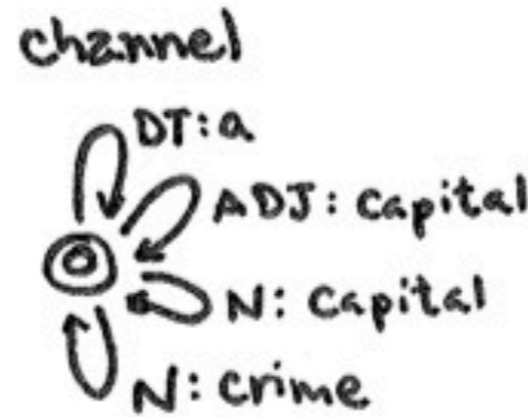 channel
DT: a
ADJ: capital
N: capital
N: crime